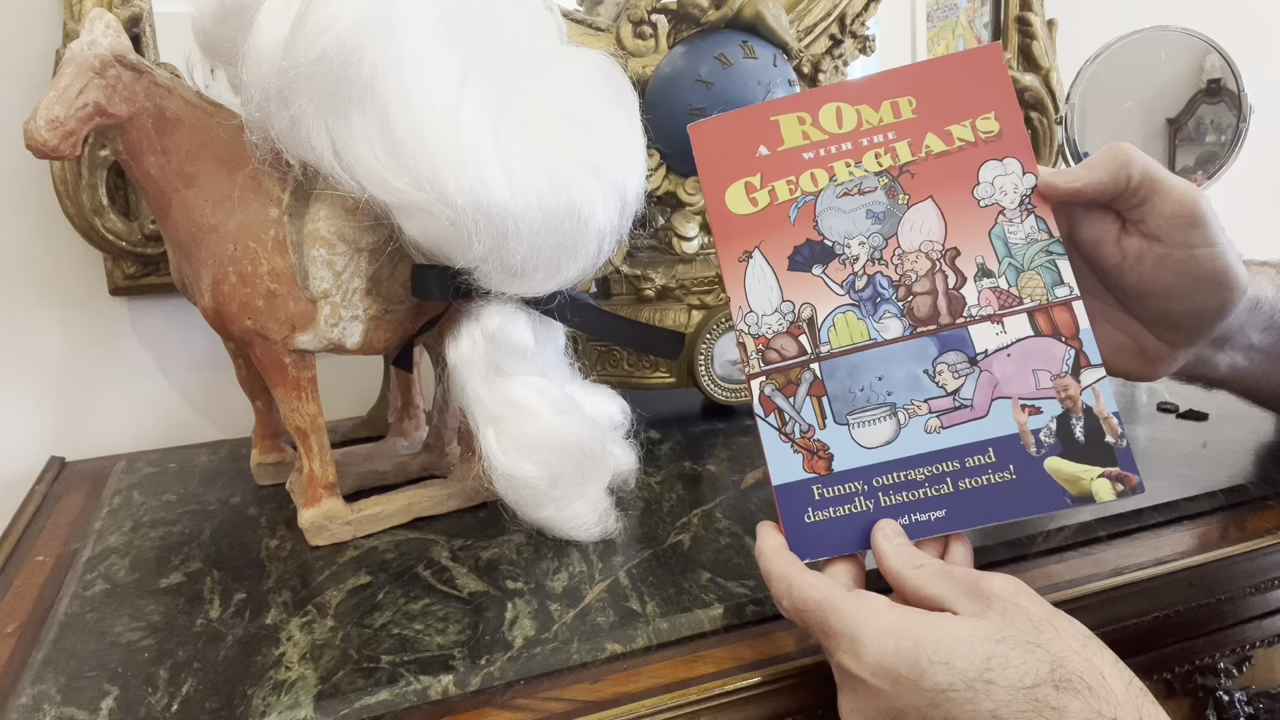 A ROMP
WITH THE
GEORGIANS
Funny, outrageous and
dastardly historical stories!
Harper